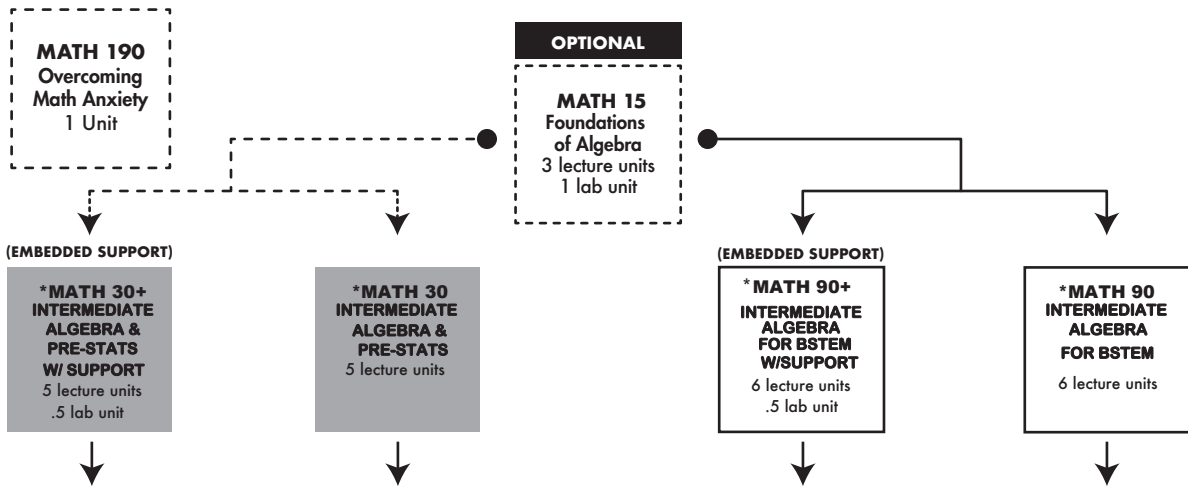 MATH 190
Overcoming
Math Anxiety
1 Unit
OPTIONAL
MATH 15
Foundations
of Algebra
3 lecture units
1 lab unit
(EMBEDDED SUPPORT)
*MATH 30+
INTERMEDIATE
ALGEBRA &
PRE-STATS
W/ SUPPORT
5 lecture units
.5 lab unit
*MATH 30
INTERMEDIATE
ALGEBRA &
PRE-STATS
5 lecture units
(EMBEDDED SUPPORT)
*MATH 90+
INTERMEDIATE
ALGEBRA
FOR BSTEM
W/SUPPORT
6 lecture units
.5 lab unit
*MATH 90
INTERMEDIATE
ALGEBRA
FOR BSTEM
6 lecture units